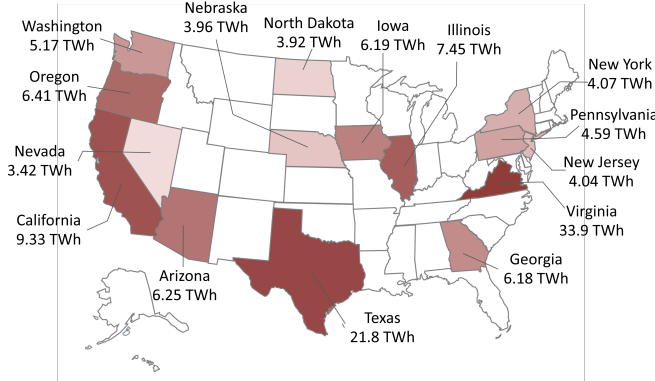 Nebraska
3.96 TWh
Washington
5.17 TWh
North Dakota
3.92 TWh
Iowa
6.19 TWh
Illinois
7.45 TWh
Oregon
6.41 TWh
New York
4.07 TWh
Pennsylvania
4.59 TWh
Nevada
3.42 TWh
New Jersey
4.04 TWh
California
9.33 TWh
Virginia
33.9 TWh
Arizona
6.25 TWh
Georgia
6.18 TWh
Texas
21.8 TWh